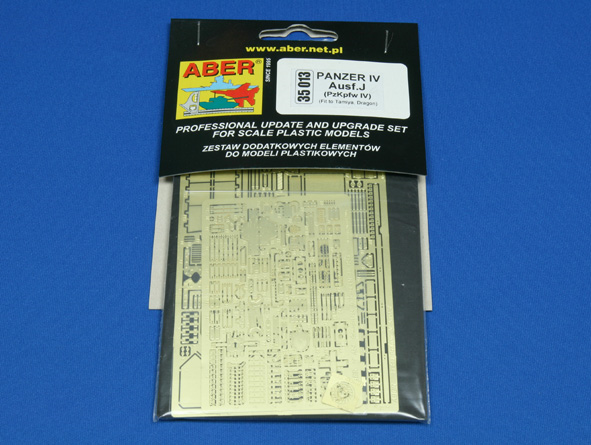 www.aber.net.pl
ABER
SINCE 1995
35 013
PANZER IV
Ausf.J
(PzKpfw IV)
(Fit to Tamiya, Dragon)
PROFESSIONAL UPDATE AND UPGRADE SET
FOR SCALE PLASTIC MODELS
ZESTAW DODATKOWYCH ELEMENTÓW
DO MODELI PLASTIKOWYCH